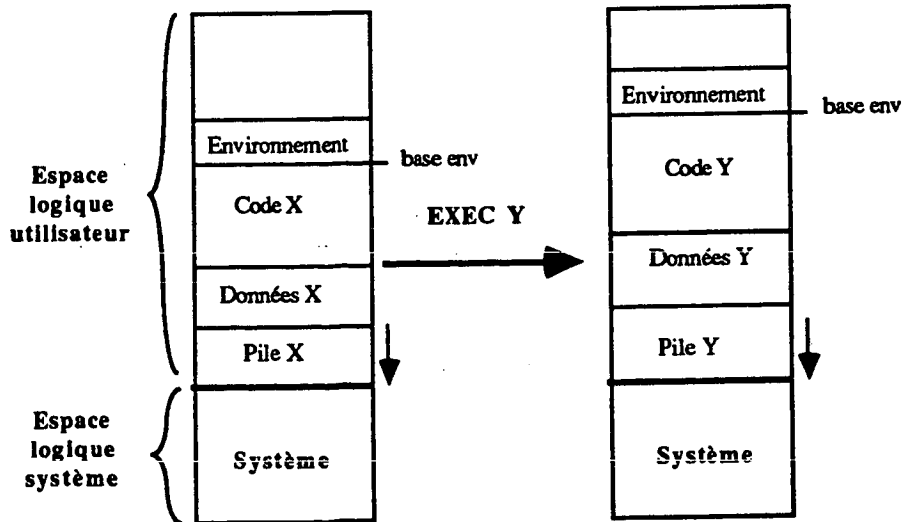 Espace
logique
utilisateur
Espace
logique
système
Environnement
base env
Code X
Données X
Pile X
Système
EXEC Y
Environnement
base env
Code Y
Données Y
Pile Y
Système